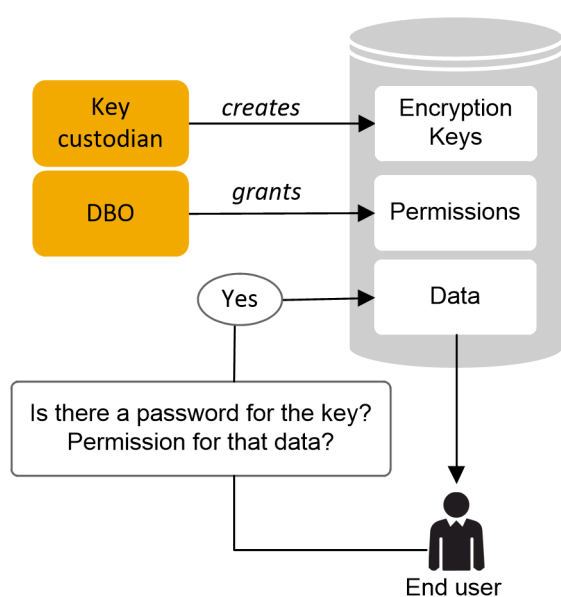 Key
custodian
creates
Encryption
Keys
DBO
grants
Permissions
Yes
Data
Is there a password for the key?
Permission for that data?
End user